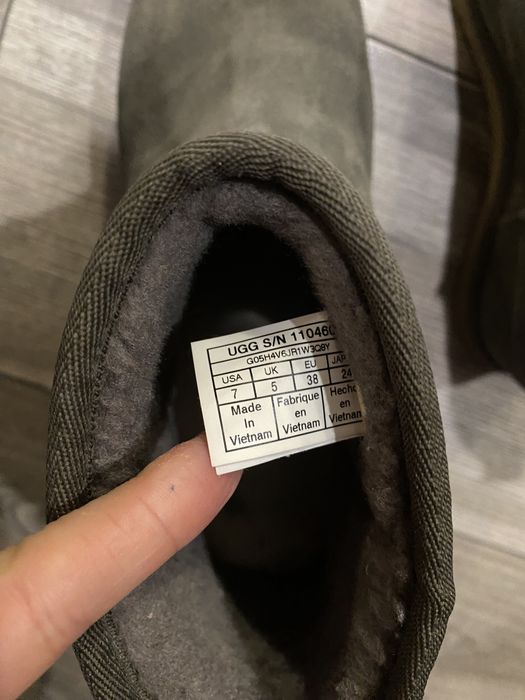 UGG S/N 110460
G05H4V6JR1W3Q8Y
USA UK EU JAP
7 5 38 24
Made Fabrique Hecho
In en en
Vietnam Vietnam Vietnam